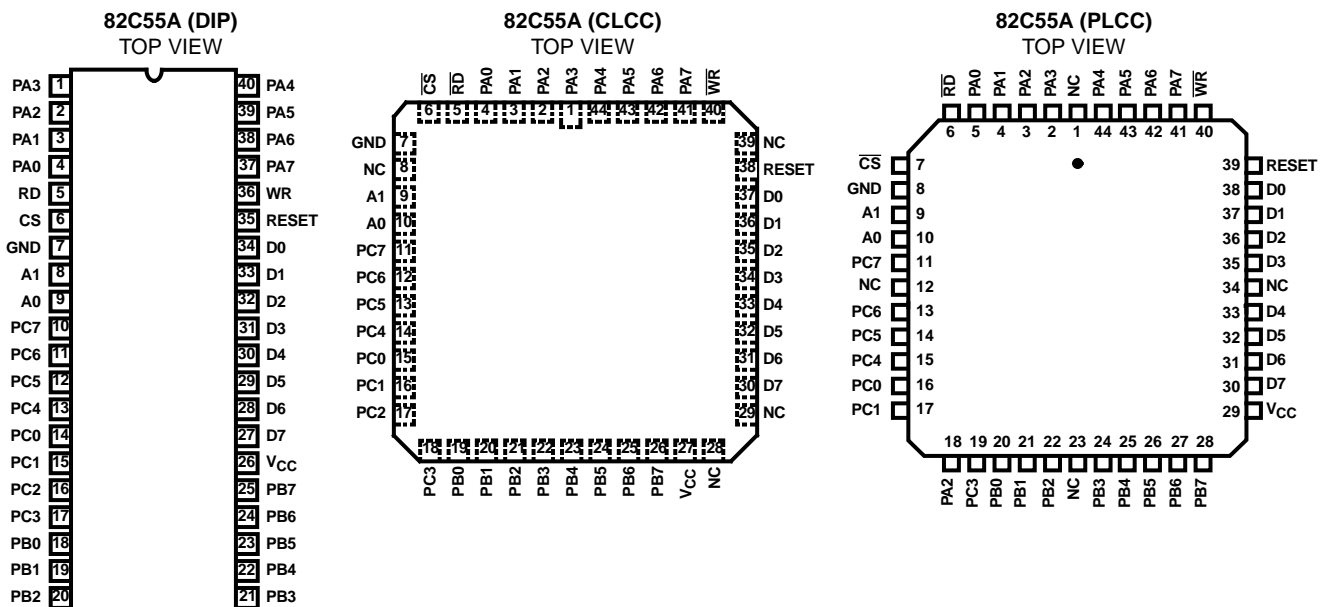 82C55A (DIP)
TOP VIEW
PA3 1 40 PA4
PA2 2 39 PA5
PA1 3 38 PA6
PA0 4 37 PA7
RD 5 36 WR
CS 6 35 RESET
GND 7 34 D0
A1 8 33 D1
A0 9 32 D2
PC7 10 31 D3
PC6 11 30 D4
PC5 12 29 D5
PC4 13 28 D6
PC0 14 27 D7
PC1 15 26 VCC
PC2 16 25 PB7
PC3 17 24 PB6
PB0 18 23 PB5
PB1 19 22 PB4
PB2 20 21 PB3
82C55A (CLCC)
TOP VIEW
CS RD PA0 PA1 PA2 PA3 PA4 PA5 PA6 PA7 WR
6 5 4 3 2 1 44 43 42 41 40
GND 7 39 NC
NC 8 38 RESET
A1 9 37 D0
A0 10 36 D1
PC7 11 35 D2
PC6 12 34 D3
PC5 13 33 D4
PC4 14 32 D5
PC0 15 31 D6
PC1 16 30 D7
PC2 17 29 NC
18 19 20 21 22 23 24 25 26 27 28
PC3 PB0 PB1 PB2 PB3 PB4 PB5 PB6 PB7 VCC NC
82C55A (PLCC)
TOP VIEW
RD PA0 PA1 PA2 PA3 NC PA4 PA5 PA6 PA7 WR
6 5 4 3 2 1 44 43 42 41 40
CS 7 39 RESET
GND 8 38 D0
A1 9 37 D1
A0 10 36 D2
PC7 11 35 D3
NC 12 34 NC
PC6 13 33 D4
PC5 14 32 D5
PC4 15 31 D6
PC0 16 30 D7
PC1 17 29 VCC
18 19 20 21 22 23 24 25 26 27 28
PA2 PC3 PB0 PB1 PB2 NC PB3 PB4 PB5 PB6 PB7